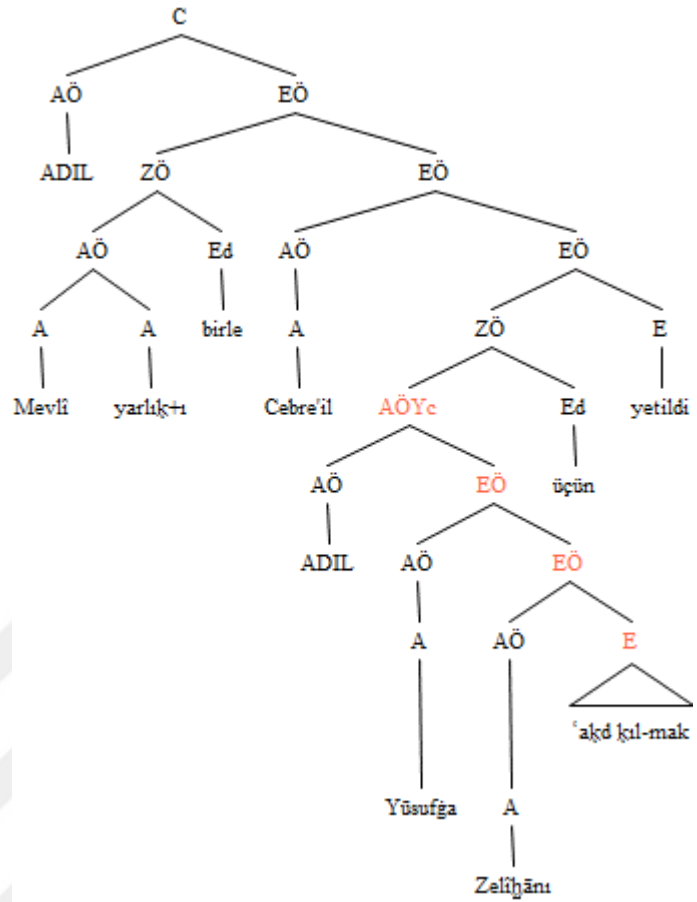 C
AÖ EÖ
ADIL ZÖ EÖ
AÖ Ed AÖ EÖ
A A birle A ZÖ E
Mevlî yarlıḳ+ı Cebre'il AÖYc Ed yetildi
AÖ EÖ üçün
ADIL AÖ EÖ
A AÖ E
ʿaḳd ḳıl-mak
Yūsufġa A
Zelîḫānı